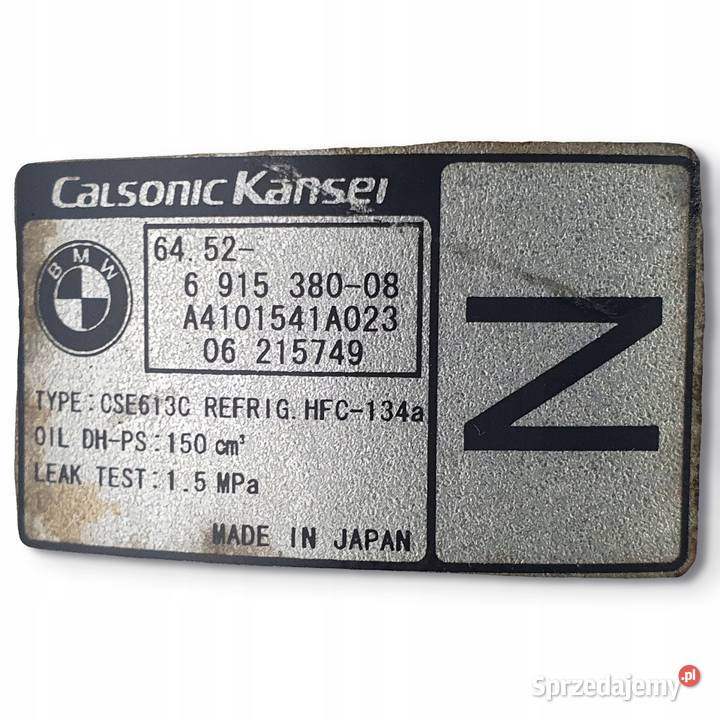 Calsonic Kansei
BMW
64.52-
6 915 380-08
A4101541A023
06 215749
TYPE:CSE613C REFRIG.HFC-134a
OIL DH-PS:150 cm³
LEAK TEST:1.5 MPa
MADE IN JAPAN
Z
Sprzedajemy.pl